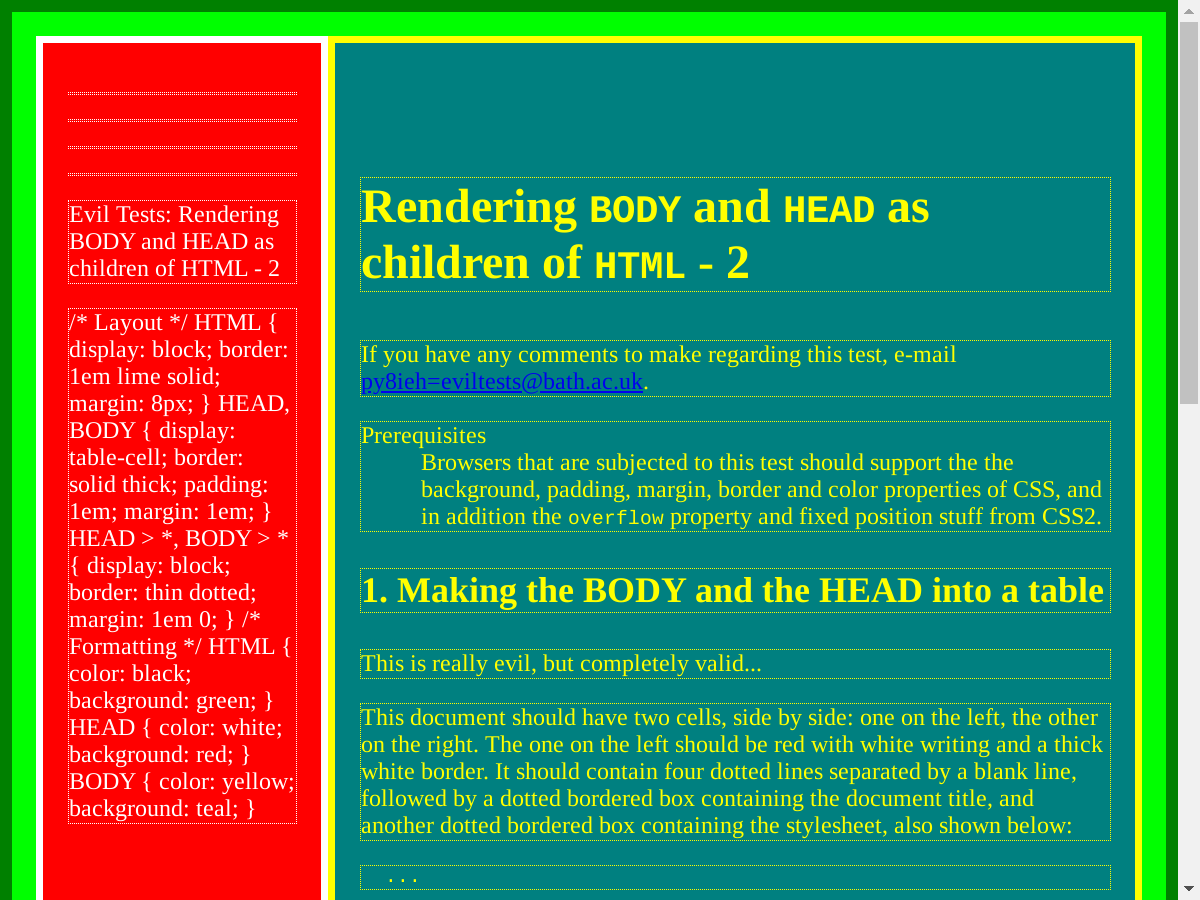 Evil Tests: Rendering
BODY and HEAD as
children of HTML - 2
/* Layout */ HTML {
display: block; border:
1em lime solid;
margin: 8px; } HEAD,
BODY { display:
table-cell; border:
solid thick; padding:
1em; margin: 1em; }
HEAD > *, BODY > *
{ display: block;
border: thin dotted;
margin: 1em 0; } /*
Formatting */ HTML {
color: black;
background: green; }
HEAD { color: white;
background: red; }
BODY { color: yellow;
background: teal; }
Rendering BODY and HEAD as
children of HTML - 2
If you have any comments to make regarding this test, e-mail
py8ieh=eviltests@bath.ac.uk.
Prerequisites
Browsers that are subjected to this test should support the the
background, padding, margin, border and color properties of CSS, and
in addition the overflow property and fixed position stuff from CSS2.
1. Making the BODY and the HEAD into a table
This is really evil, but completely valid...
This document should have two cells, side by side: one on the left, the other
on the right. The one on the left should be red with white writing and a thick
white border. It should contain four dotted lines separated by a blank line,
followed by a dotted bordered box containing the document title, and
another dotted bordered box containing the stylesheet, also shown below:
...